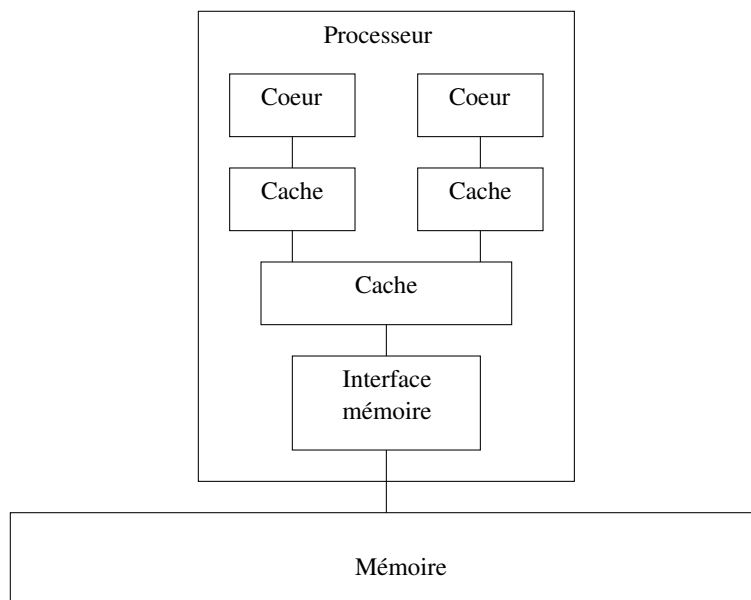 Processeur
Coeur
Coeur
Cache
Cache
Cache
Interface
mémoire
Mémoire